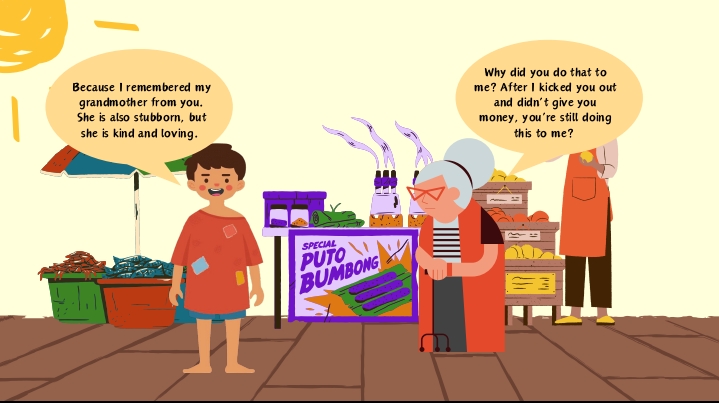 Because I remembered my
grandmother from you.
She is also stubborn, but
she is kind and loving.
Why did you do that to
me? After I kicked you out
and didn't give you
money, you're still doing
this to me?
SPECIAL
PUTO
BUMBONG